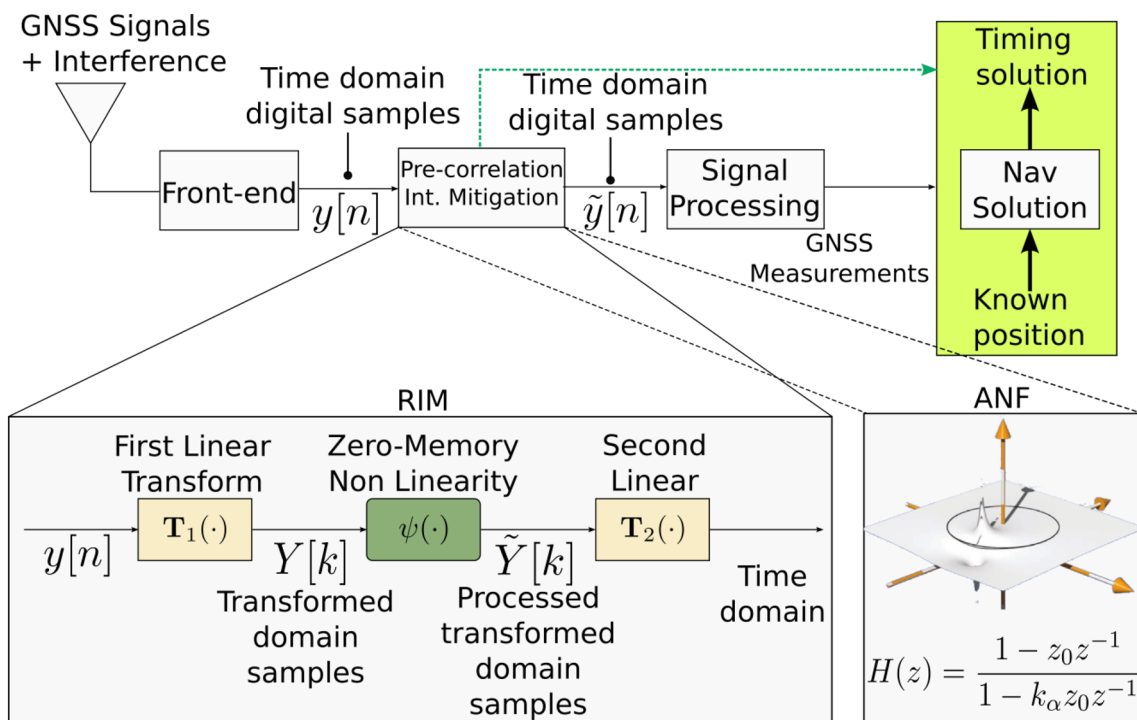 GNSS Signals
+ Interference
Time domain
digital samples
Time domain
digital samples
Timing
solution
Front-end
y[n]
Pre-correlation
Int. Mitigation
ỹ[n]
Signal
Processing
GNSS
Measurements
Nav
Solution
Known
position
RIM
First Linear
Transform
Zero-Memory
Non Linearity
Second
Linear
y[n]
T₁(·)
Y[k]
ψ(·)
Ỹ[k]
T₂(·)
Transformed
domain
samples
Processed
transformed
domain
samples
Time
domain
ANF
H(z) = \frac{1 - z₀z⁻¹}{1 - k_α z₀z⁻¹}